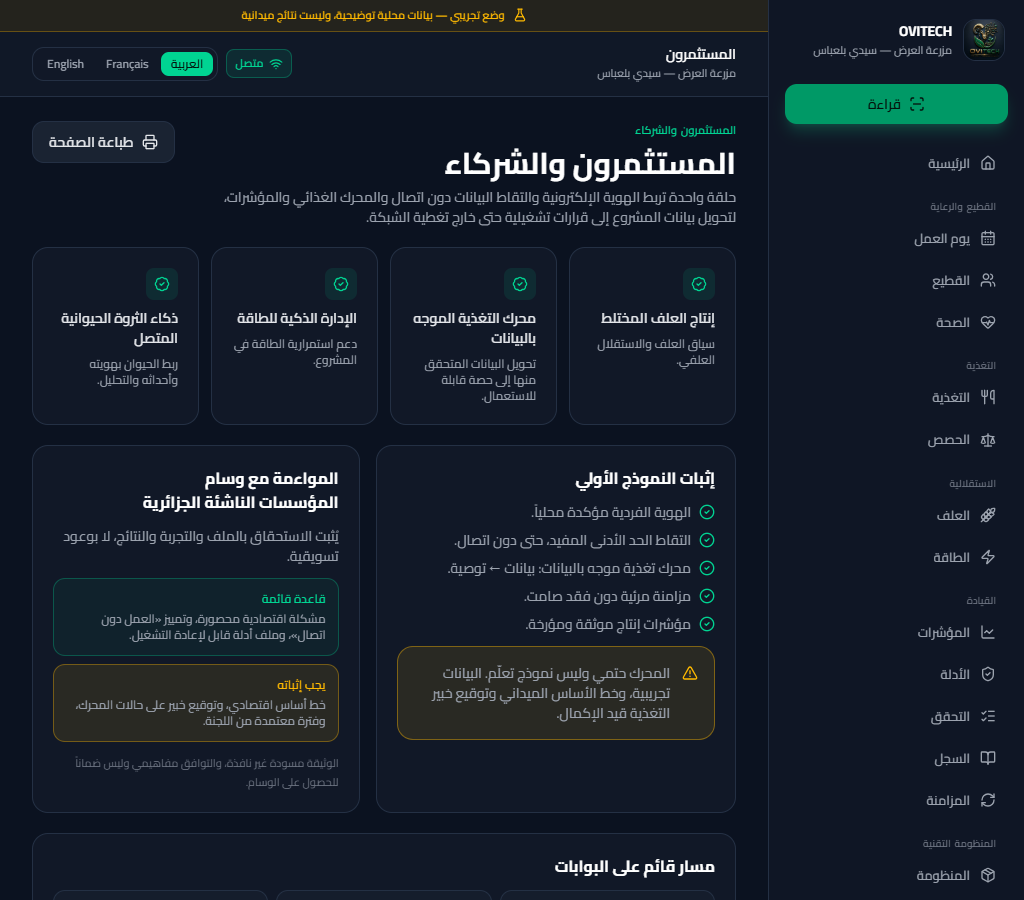 وضع تجريبي — بيانات محلية توضيحية، وليست نتائج ميدانية
OVITECH
مزرعة العرض — سيدي بلعباس
قراءة
الرئيسية
القطيع والرعاية
يوم العمل
القطيع
الصحة
التغذية
التغذية
الحصص
الاستقلالية
العلف
الطاقة
القيادة
المؤشرات
الأدلة
التحقق
السجل
المزامنة
المنظومة التقنية
المنظومة
المستثمرون
مزرعة العرض — سيدي بلعباس
متصل
العربية
Français
English
المستثمرون والشركاء
المستثمرون والشركاء
حلقة واحدة تربط الهوية الإلكترونية والتقاط البيانات دون اتصال والمحرك الغذائي والمؤشرات،
لتحويل بيانات المشروع إلى قرارات تشغيلية حتى خارج تغطية الشبكة.
طباعة الصفحة
إنتاج العلف المختلط
سياق العلف والاستقلال
العلفي.
محرك التغذية الموجه
بالبيانات
تحويل البيانات المتحقق
منها إلى حصة قابلة
للاستعمال.
الإدارة الذكية للطاقة
دعم استمرارية الطاقة في
المشروع.
ذكاء الثروة الحيوانية
المتصل
ربط الحيوان بهويته
وأحداثه والتحليل.
إثبات النموذج الأولي
الهوية الفردية مؤكدة محلياً.
التقاط الحد الأدنى المفيد، حتى دون اتصال.
محرك تغذية موجه بالبيانات: بيانات ← توصية.
مزامنة مرئية دون فقد صامت.
مؤشرات إنتاج موثقة ومؤرخة.
المحرك حتمي وليس نموذج تعلّم. البيانات
تجريبية، وخط الأساس الميداني وتوقيع خبير
التغذية قيد الإكمال.
المواءمة مع وسام
المؤسسات الناشئة الجزائرية
يُثبت الاستحقاق بالملف والتجربة والنتائج، لا بوعود
تسويقية.
قاعدة قائمة
مشكلة اقتصادية محصورة، وتمييز «العمل دون
اتصال»، وملف أدلة قابل لإعادة التشغيل.
يجب إثباته
خط أساس اقتصادي، وتوقيع خبير على حالات المحرك،
وفترة معتمدة من اللجنة.
الوثيقة مسودة غير نافذة، والتوافق مفاهيمي وليس ضماناً
للحصول على الوسام.
مسار قائم على البوابات